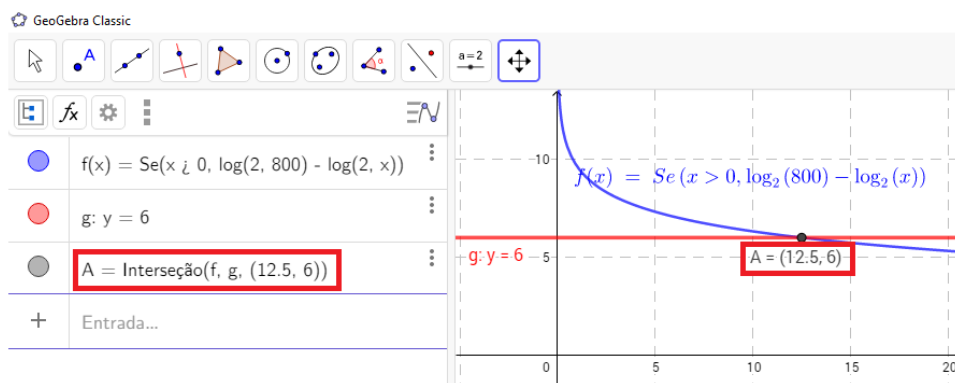 GeoGebra Classic
A
α
a=2
fx
f(x) = Se(x ¿ 0, log(2, 800) - log(2, x))
g: y = 6
A = Interseção(f, g, (12.5, 6))
+ Entrada...
10
f(x) = Se (x > 0, log₂ (800) − log₂ (x))
g: y = 6
5
A = (12.5, 6)
0 5 10 15 20